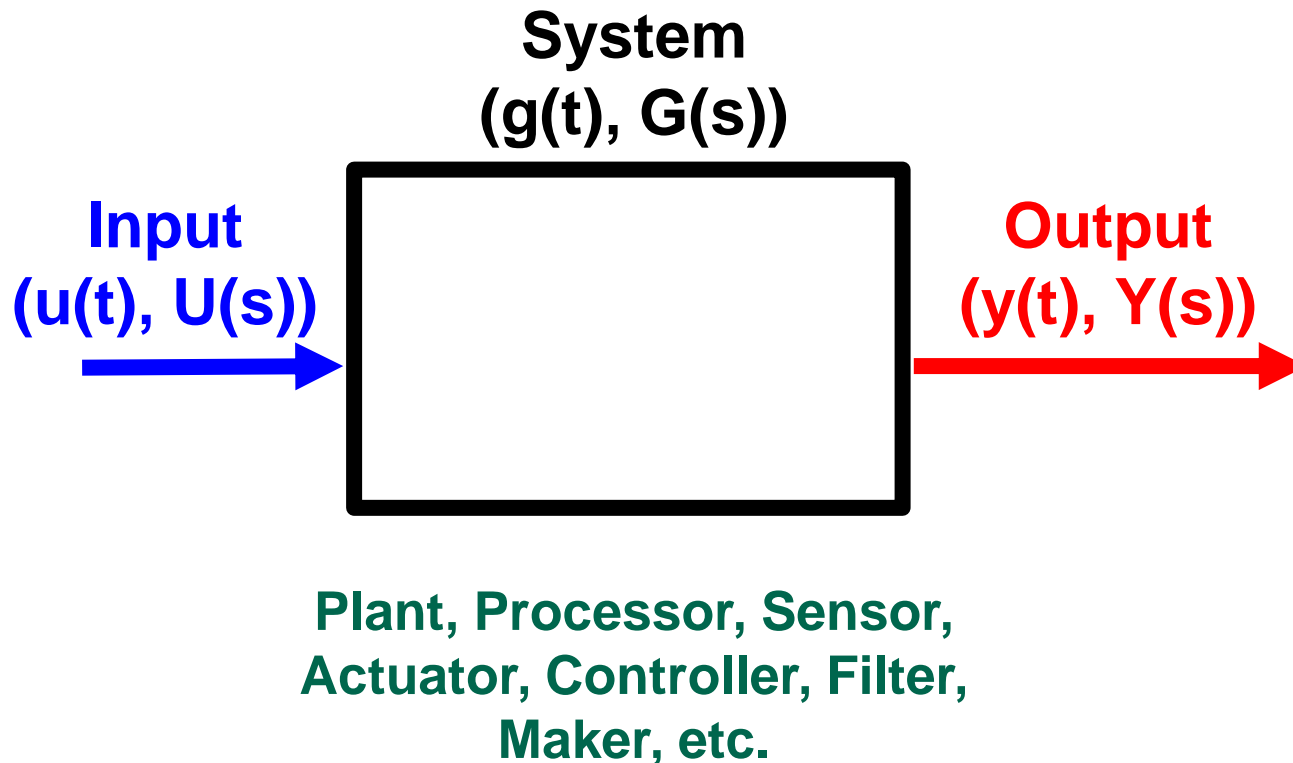 System
(g(t), G(s))
Input
(u(t), U(s))
Output
(y(t), Y(s))
Plant, Processor, Sensor,
Actuator, Controller, Filter,
Maker, etc.